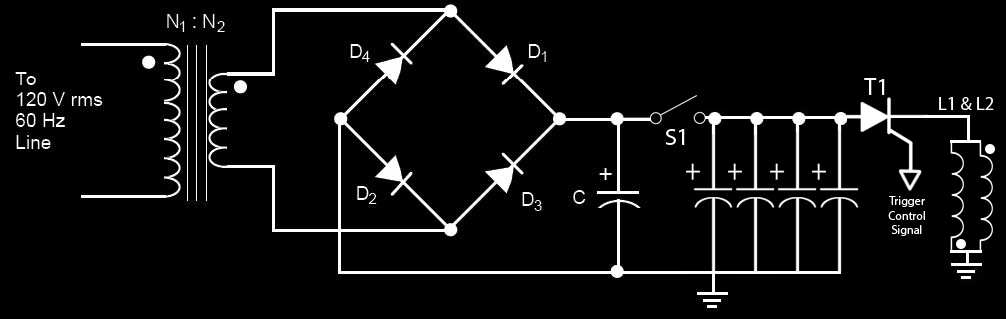 N1 : N2
To
120 V rms
60 Hz
Line
D4
D1
D2
D3
C
+
S1
+ + + +
T1
Trigger
Control
Signal
L1 & L2